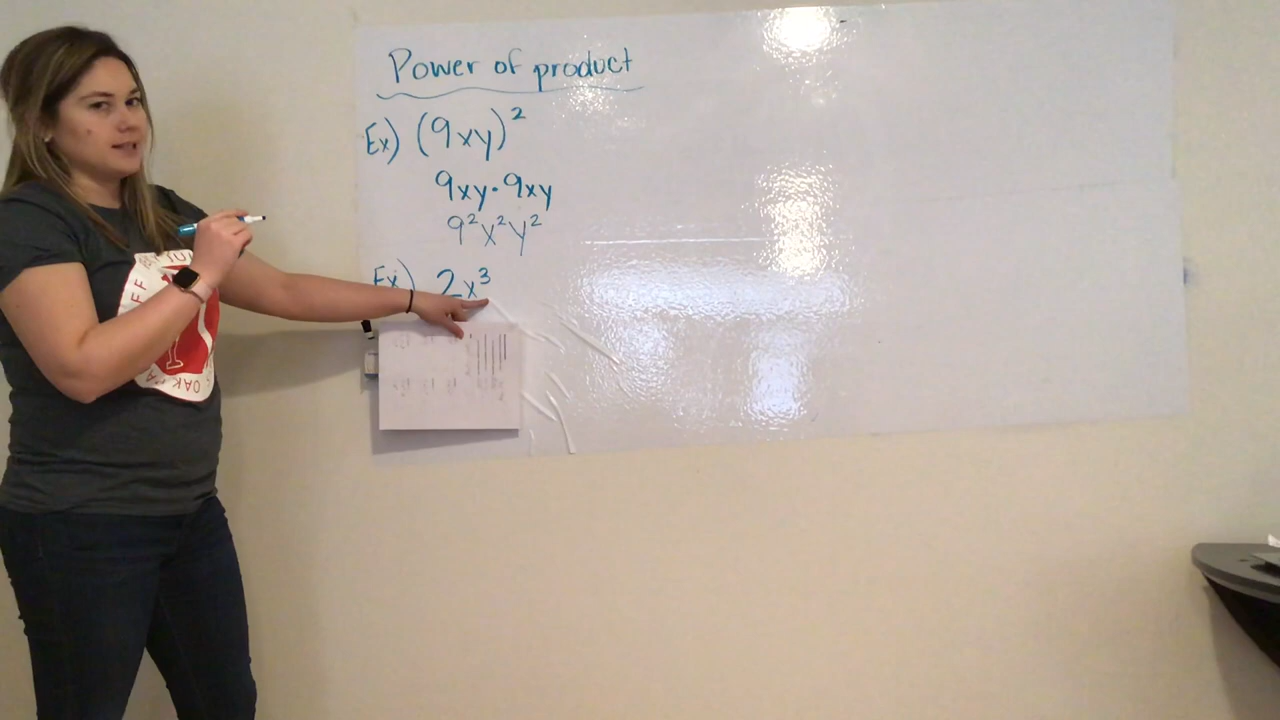 Power of product
Ex) (9xy)²
9xy·9xy
9²x²y²
Ex) 2x³